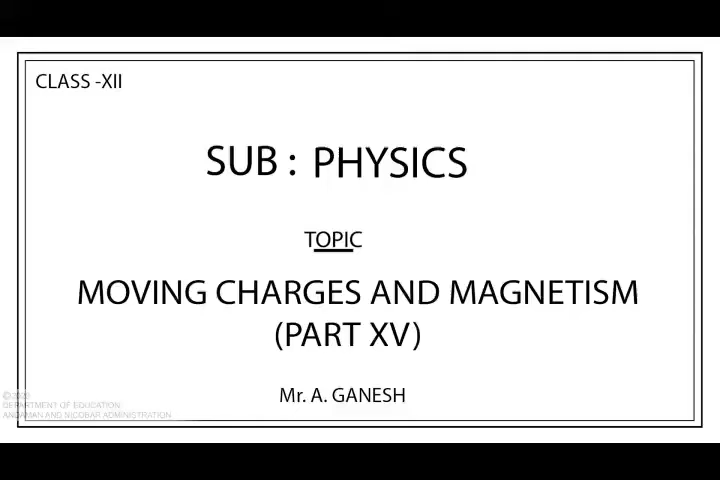 CLASS -XII
SUB : PHYSICS
TOPIC
MOVING CHARGES AND MAGNETISM
(PART XV)
Mr. A. GANESH
©2020
DEPARTMENT OF EDUCATION
ANDAMAN AND NICOBAR ADMINISTRATION